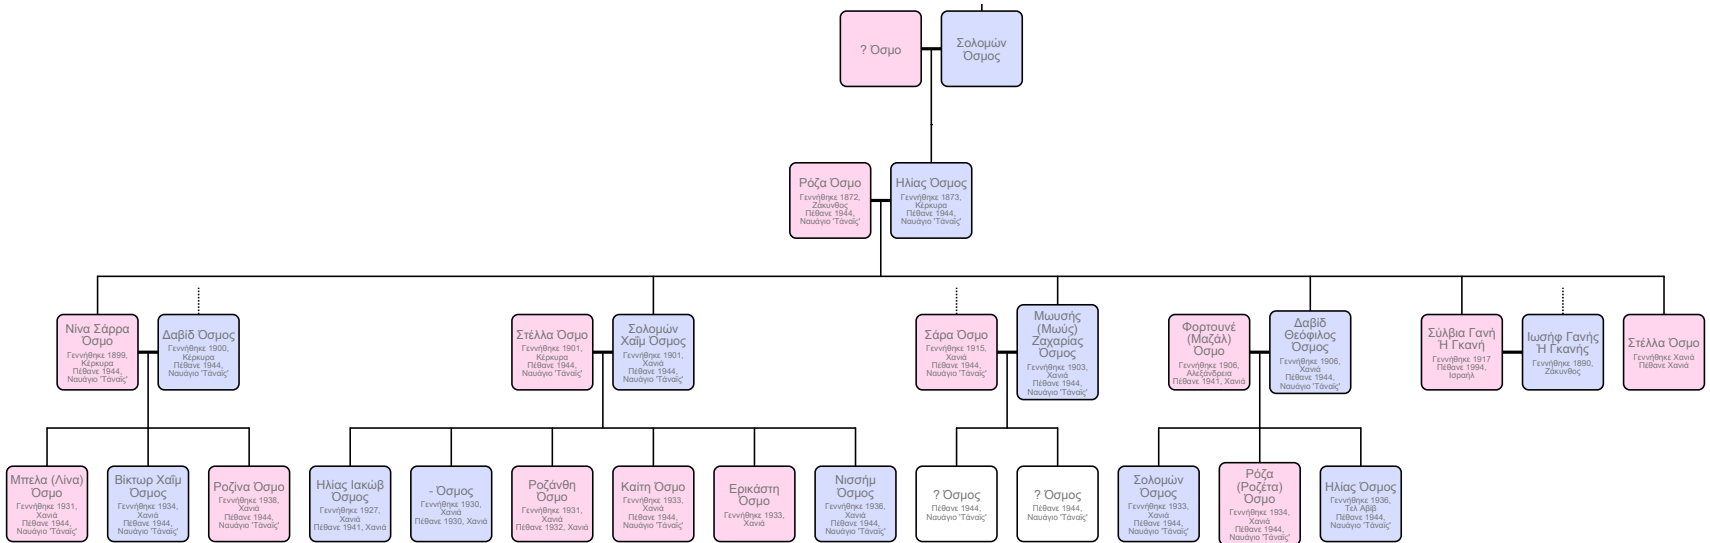 ? Όσμο
Σολομών
Όσμος
Ρόζα Όσμο
Γεννήθηκε 1872,
Ζάκυνθος
Πέθανε 1944,
Ναυάγιο 'Τάναϊς'
Ηλίας Όσμος
Γεννήθηκε 1873,
Κέρκυρα
Πέθανε 1944,
Ναυάγιο 'Τάναϊς'
Νίνα Σάρρα
Όσμο
Γεννήθηκε 1899,
Κέρκυρα
Πέθανε 1944,
Ναυάγιο 'Τάναϊς'
Δαβίδ Όσμος
Γεννήθηκε 1900,
Κέρκυρα
Πέθανε 1944,
Ναυάγιο 'Τάναϊς'
Στέλλα Όσμο
Γεννήθηκε 1901,
Κέρκυρα
Πέθανε 1944,
Ναυάγιο 'Τάναϊς'
Σολομών
Χαΐμ Όσμος
Γεννήθηκε 1901,
Χανιά
Πέθανε 1944,
Ναυάγιο 'Τάναϊς'
Σάρα Όσμο
Γεννήθηκε 1915,
Χανιά
Πέθανε 1944,
Ναυάγιο 'Τάναϊς'
Μωυσής
(Μωύς)
Ζαχαρίας
Όσμος
Γεννήθηκε 1903,
Χανιά
Πέθανε 1944,
Ναυάγιο 'Τάναϊς'
Φορτουνέ
(Μαζάλ)
Όσμο
Γεννήθηκε 1906,
Αλεξάνδρεια
Πέθανε 1941, Χανιά
Δαβίδ
Θεόφιλος
Όσμος
Γεννήθηκε 1906,
Χανιά
Πέθανε 1944,
Ναυάγιο 'Τάναϊς'
Σύλβια Γανή
Ή Γκανή
Γεννήθηκε 1917
Πέθανε 1994,
Ισραήλ
Ιωσήφ Γανής
Ή Γκανής
Γεννήθηκε 1890,
Ζάκυνθος
Στέλλα Όσμο
Γεννήθηκε Χανιά
Πέθανε Χανιά
Μπελα (Λίνα)
Όσμο
Γεννήθηκε 1931,
Χανιά
Πέθανε 1944,
Ναυάγιο 'Τάναϊς'
Βίκτωρ Χαΐμ
Όσμος
Γεννήθηκε 1934,
Χανιά
Πέθανε 1944,
Ναυάγιο 'Τάναϊς'
Ροζίνα Όσμο
Γεννήθηκε 1938,
Χανιά
Πέθανε 1944,
Ναυάγιο 'Τάναϊς'
Ηλίας Ιακώβ
Όσμος
Γεννήθηκε 1927,
Χανιά
Πέθανε 1941, Χανιά
- Όσμος
Γεννήθηκε 1930,
Χανιά
Πέθανε 1930, Χανιά
Ροζάνθη
Όσμο
Γεννήθηκε 1931,
Χανιά
Πέθανε 1932, Χανιά
Καίτη Όσμο
Γεννήθηκε 1933,
Χανιά
Πέθανε 1944,
Ναυάγιο 'Τάναϊς'
Ερικάστη
Όσμο
Γεννήθηκε 1933,
Χανιά
Νισσήμ
Όσμος
Γεννήθηκε 1936,
Χανιά
Πέθανε 1944,
Ναυάγιο 'Τάναϊς'
? Όσμος
Πέθανε 1944,
Ναυάγιο 'Τάναϊς'
? Όσμος
Πέθανε 1944,
Ναυάγιο 'Τάναϊς'
Σολομών
Όσμος
Γεννήθηκε 1933,
Χανιά
Πέθανε 1944,
Ναυάγιο 'Τάναϊς'
Ρόζα
(Ροζέτα)
Όσμο
Γεννήθηκε 1934,
Χανιά
Πέθανε 1944,
Ναυάγιο 'Τάναϊς'
Ηλίας Όσμος
Γεννήθηκε 1936,
Τελ Αβίβ
Πέθανε 1944,
Ναυάγιο 'Τάναϊς'